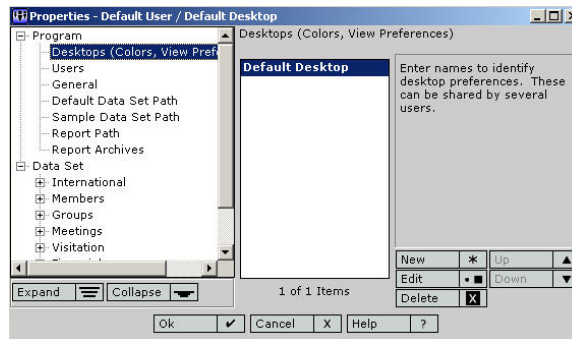 Properties - Default User / Default Desktop
Program
Desktops (Colors, View Pref
Users
General
Default Data Set Path
Sample Data Set Path
Report Path
Report Archives
Data Set
International
Members
Groups
Meetings
Visitation
Expand
Collapse
Desktops (Colors, View Preferences)
Default Desktop
1 of 1 Items
Enter names to identify
desktop preferences. These
can be shared by several
users.
New * Up
Edit Down
Delete X
Ok Cancel X Help ?